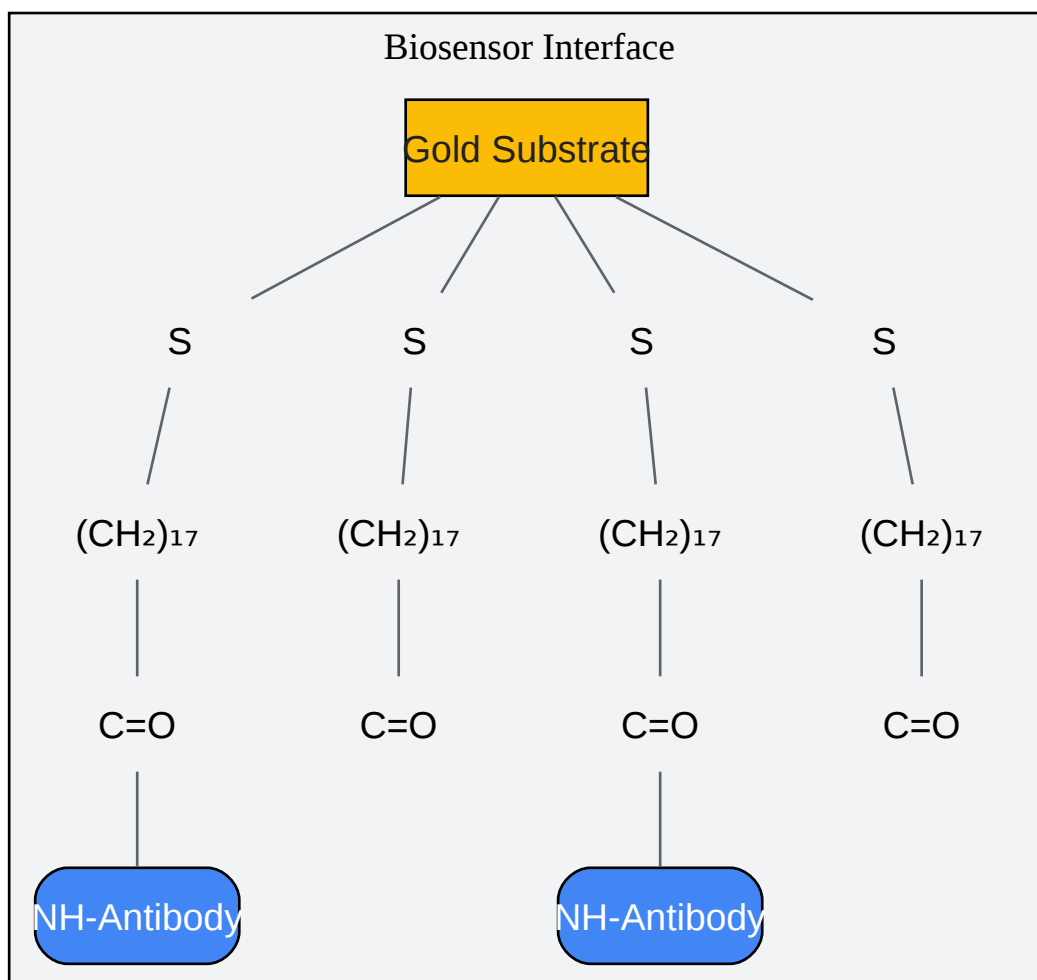 Biosensor Interface
Gold Substrate
S S S S
(CH₂)₁₇ (CH₂)₁₇ (CH₂)₁₇ (CH₂)₁₇
C=O C=O C=O C=O
NH-Antibody NH-Antibody